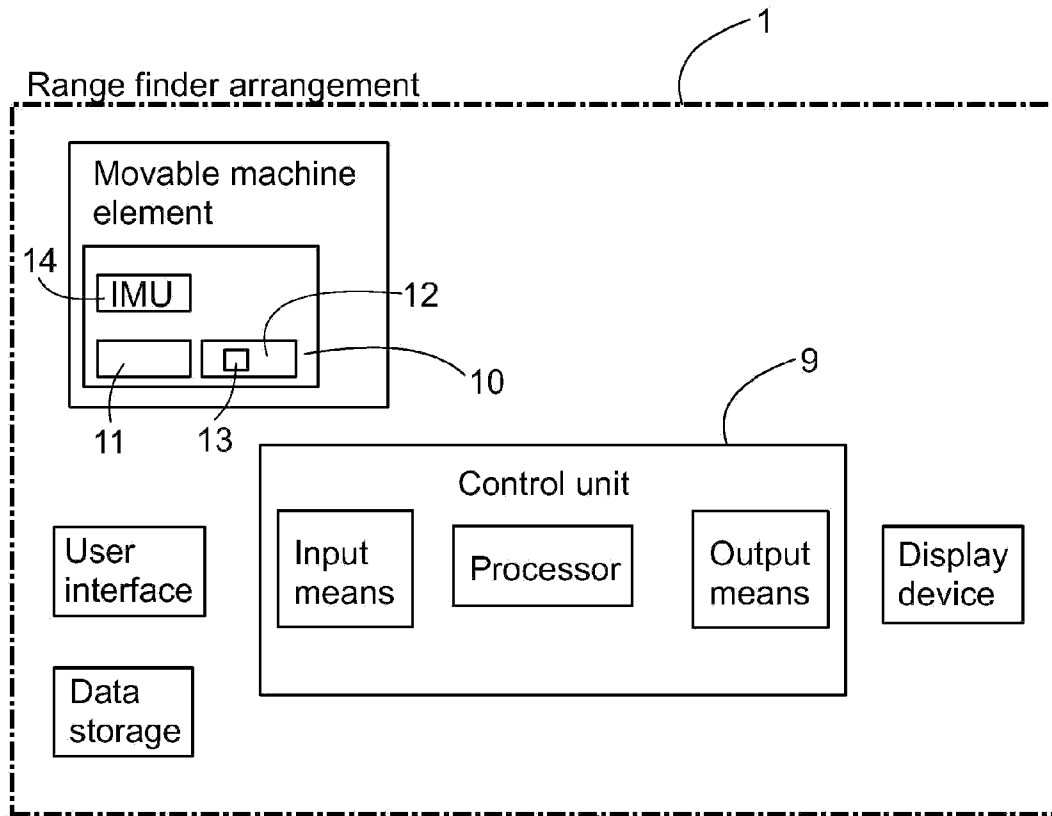 1
Range finder arrangement
Movable machine
element
14
IMU
12
10
11
13
9
Control unit
User
interface
Input
means
Processor
Output
means
Display
device
Data
storage